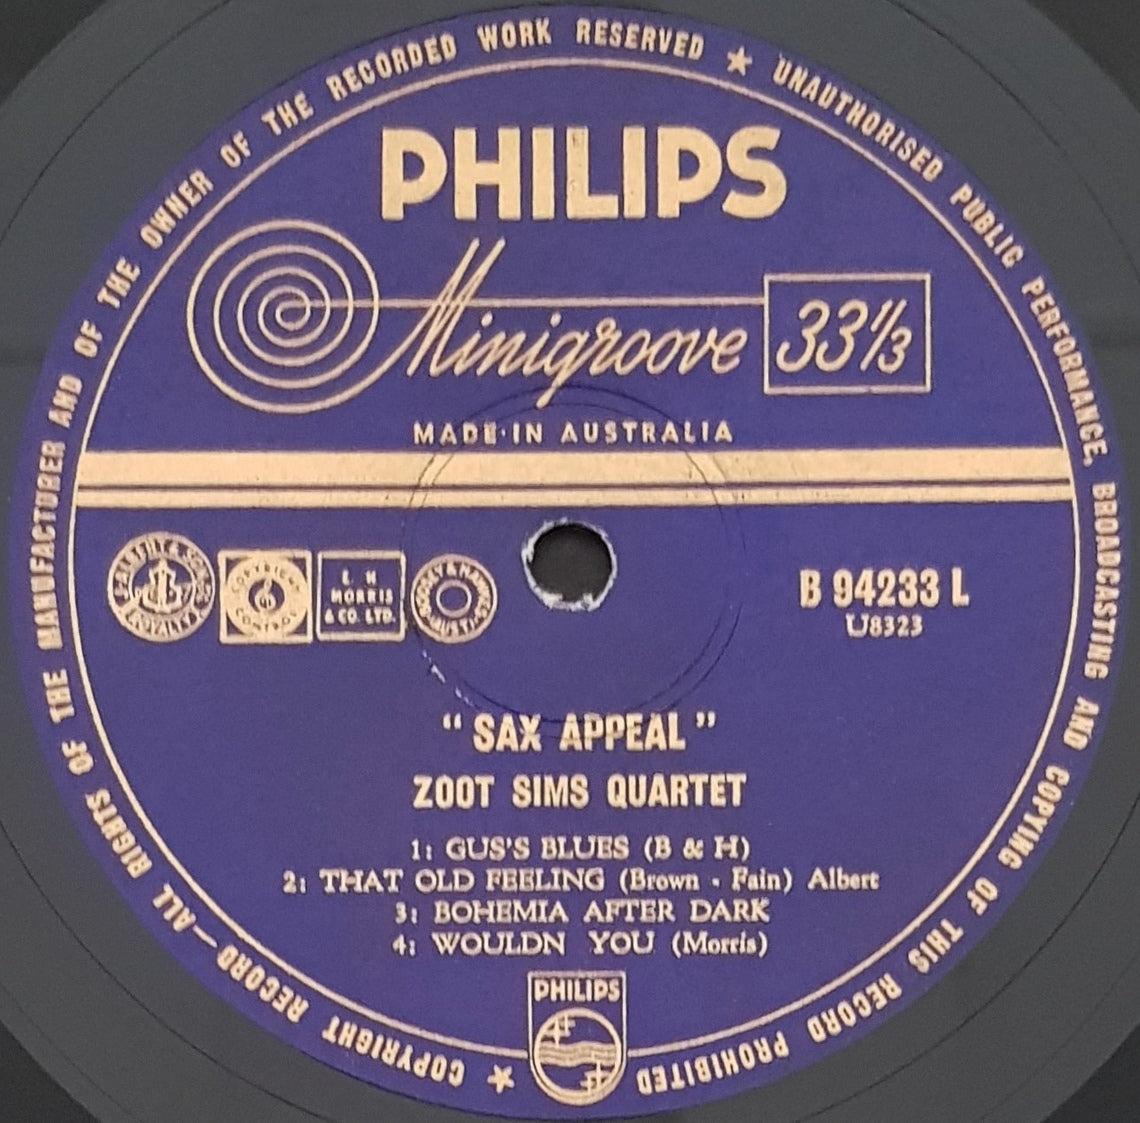 COPYRIGHT RECORD—ALL RIGHTS OF THE MANUFACTURER AND OF THE OWNER OF THE RECORDED WORK RESERVED ★ UNAUTHORISED PUBLIC PERFORMANCE, BROADCASTING AND COPYING OF THIS RECORD PROHIBITED
PHILIPS
Minigroove 33⅓
MADE·IN AUSTRALIA
COPYRIGHT CONTROL
MORRIS
& CO. LTD.
B 94233 L
U8323
“ SAX APPEAL ”
ZOOT SIMS QUARTET
1: GUS'S BLUES (B & H)
2: THAT OLD FEELING (Brown - Fain) Albert
3: BOHEMIA AFTER DARK
4: WOULDN YOU (Morris)
PHILIPS